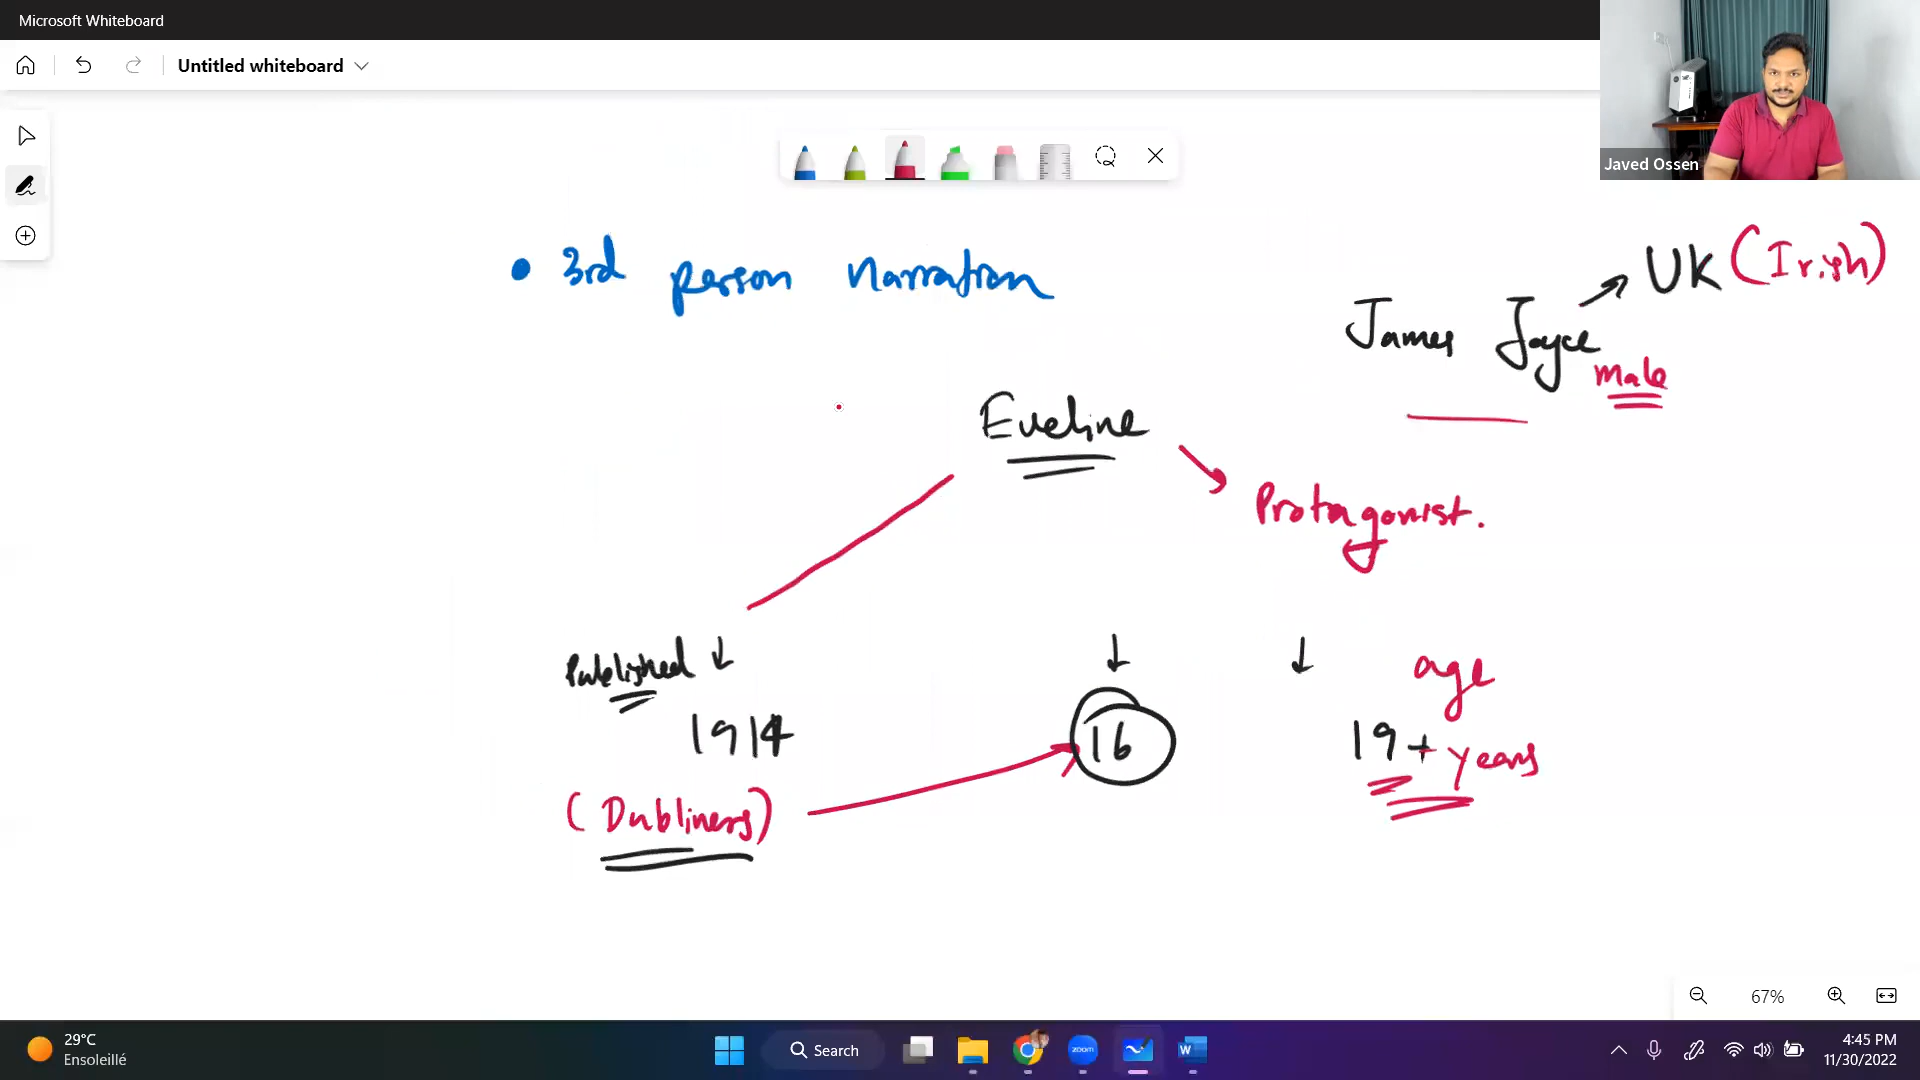 Microsoft Whiteboard
Untitled whiteboard
Javed Ossen
• 3rd person narration
UK (Irish)
James Joyce
male
Eveline
Protagonist.
Published
age
1914
16
19+ years
(Dubliners)
67%
29°C
Ensoleillé
Search
zoom
W
4:45 PM
11/30/2022